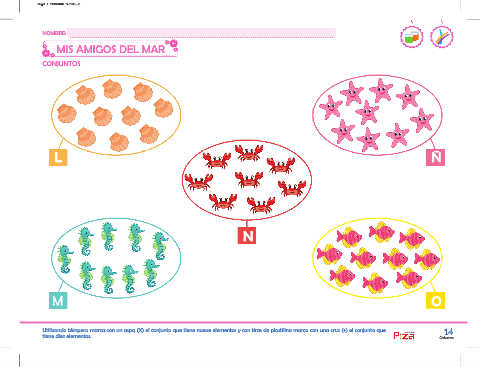 NOMBRE:
MIS AMIGOS DEL MAR
CONJUNTOS
L
Ñ
N
M
O
Utilizando bloqueo marca con un aspa (X) el conjunto que tiene nueve elementos y con tiras de plastilina marca con una cruz (+) el conjunto que
tiene diez elementos.
Pizza
14